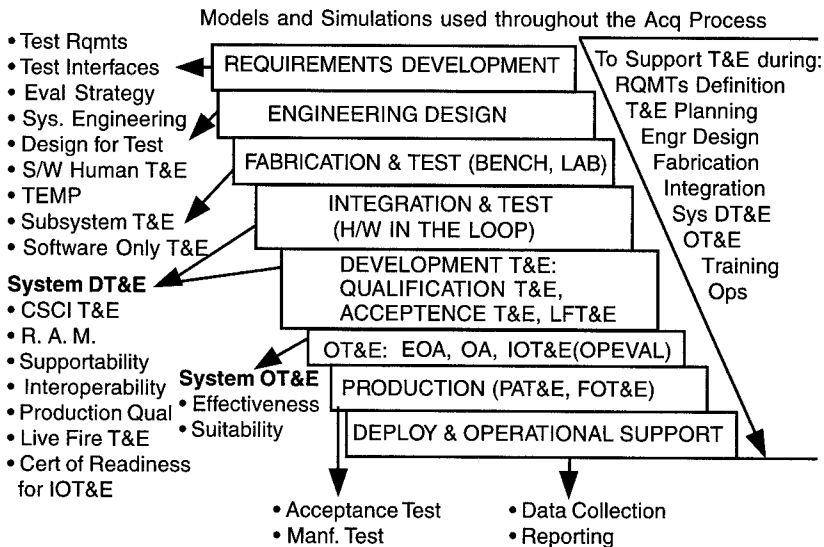 Models and Simulations used throughout the Acq Process
• Test Rqmts
• Test Interfaces
• Eval Strategy
• Sys. Engineering
• Design for Test
• S/W Human T&E
• TEMP
• Subsystem T&E
• Software Only T&E
System DT&E
• CSCI T&E
• R. A. M.
• Supportability
• Interoperability
• Production Qual
• Live Fire T&E
• Cert of Readiness
for IOT&E
REQUIREMENTS DEVELOPMENT
ENGINEERING DESIGN
FABRICATION & TEST (BENCH, LAB)
INTEGRATION & TEST
(H/W IN THE LOOP)
DEVELOPMENT T&E:
QUALIFICATION T&E,
ACCEPTENCE T&E, LFT&E
OT&E: EOA, OA, IOT&E(OPEVAL)
PRODUCTION (PAT&E, FOT&E)
DEPLOY & OPERATIONAL SUPPORT
System OT&E
• Effectiveness
• Suitability
To Support T&E during:
RQMTs Definition
T&E Planning
Engr Design
Fabrication
Integration
Sys DT&E
OT&E
Training
Ops
• Acceptance Test
• Manf. Test
• Data Collection
• Reporting